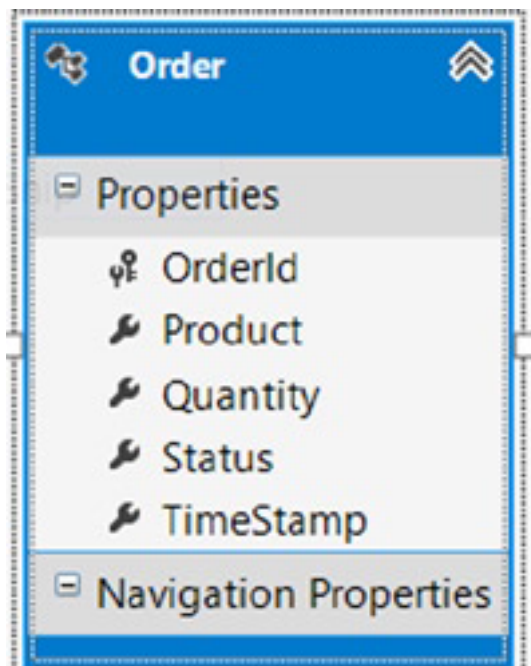 Order
Properties
OrderId
Product
Quantity
Status
TimeStamp
Navigation Properties